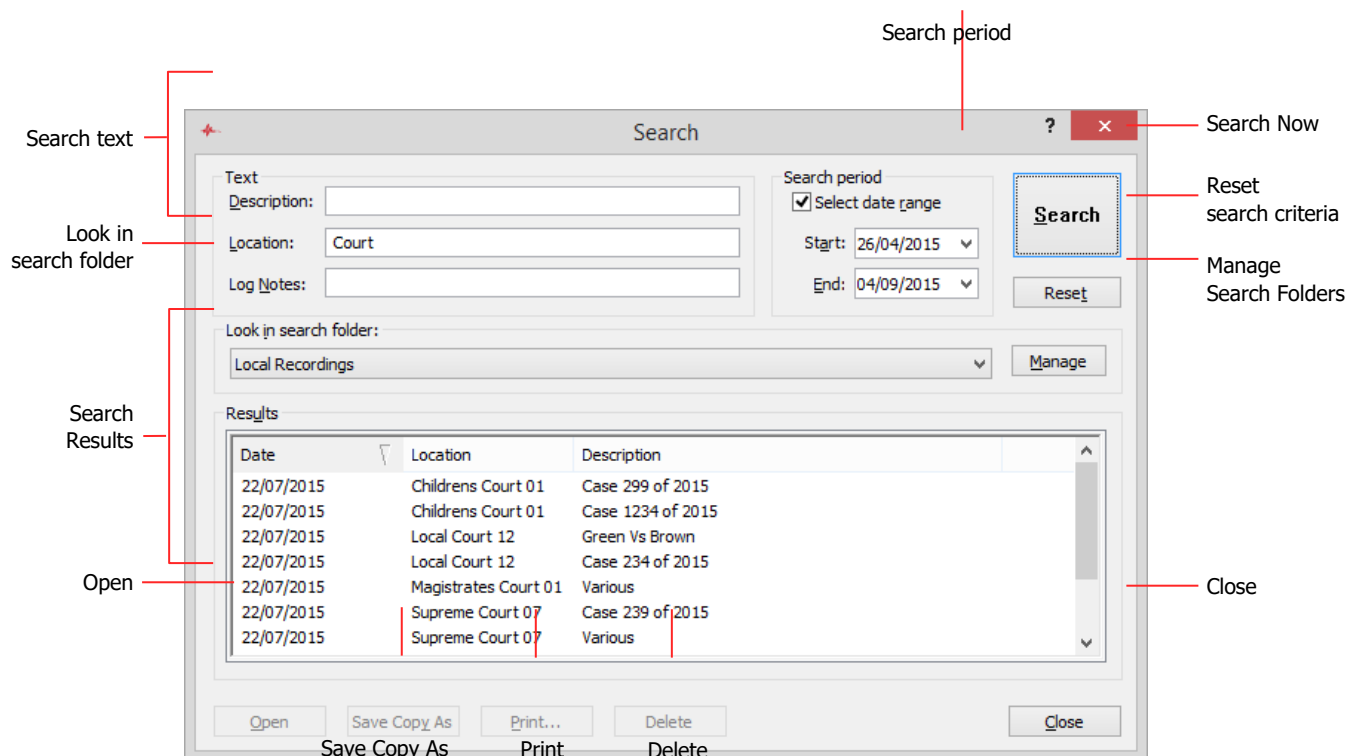 Search period
Search text
Look in
search folder
Search
Results
Open
Search Now
Reset
search criteria
Manage
Search Folders
Close
Search
?
Text
Description:
Location: Court
Log Notes:
Search period
Select date range
Start: 26/04/2015
End: 04/09/2015
Search
Reset
Look in search folder:
Local Recordings
Manage
Results
Date Location Description
22/07/2015 Childrens Court 01 Case 299 of 2015
22/07/2015 Childrens Court 01 Case 1234 of 2015
22/07/2015 Local Court 12 Green Vs Brown
22/07/2015 Local Court 12 Case 234 of 2015
22/07/2015 Magistrates Court 01 Various
22/07/2015 Supreme Court 07 Case 239 of 2015
22/07/2015 Supreme Court 07 Various
Open Save Copy As Print... Delete Close
Save Copy As Print Delete